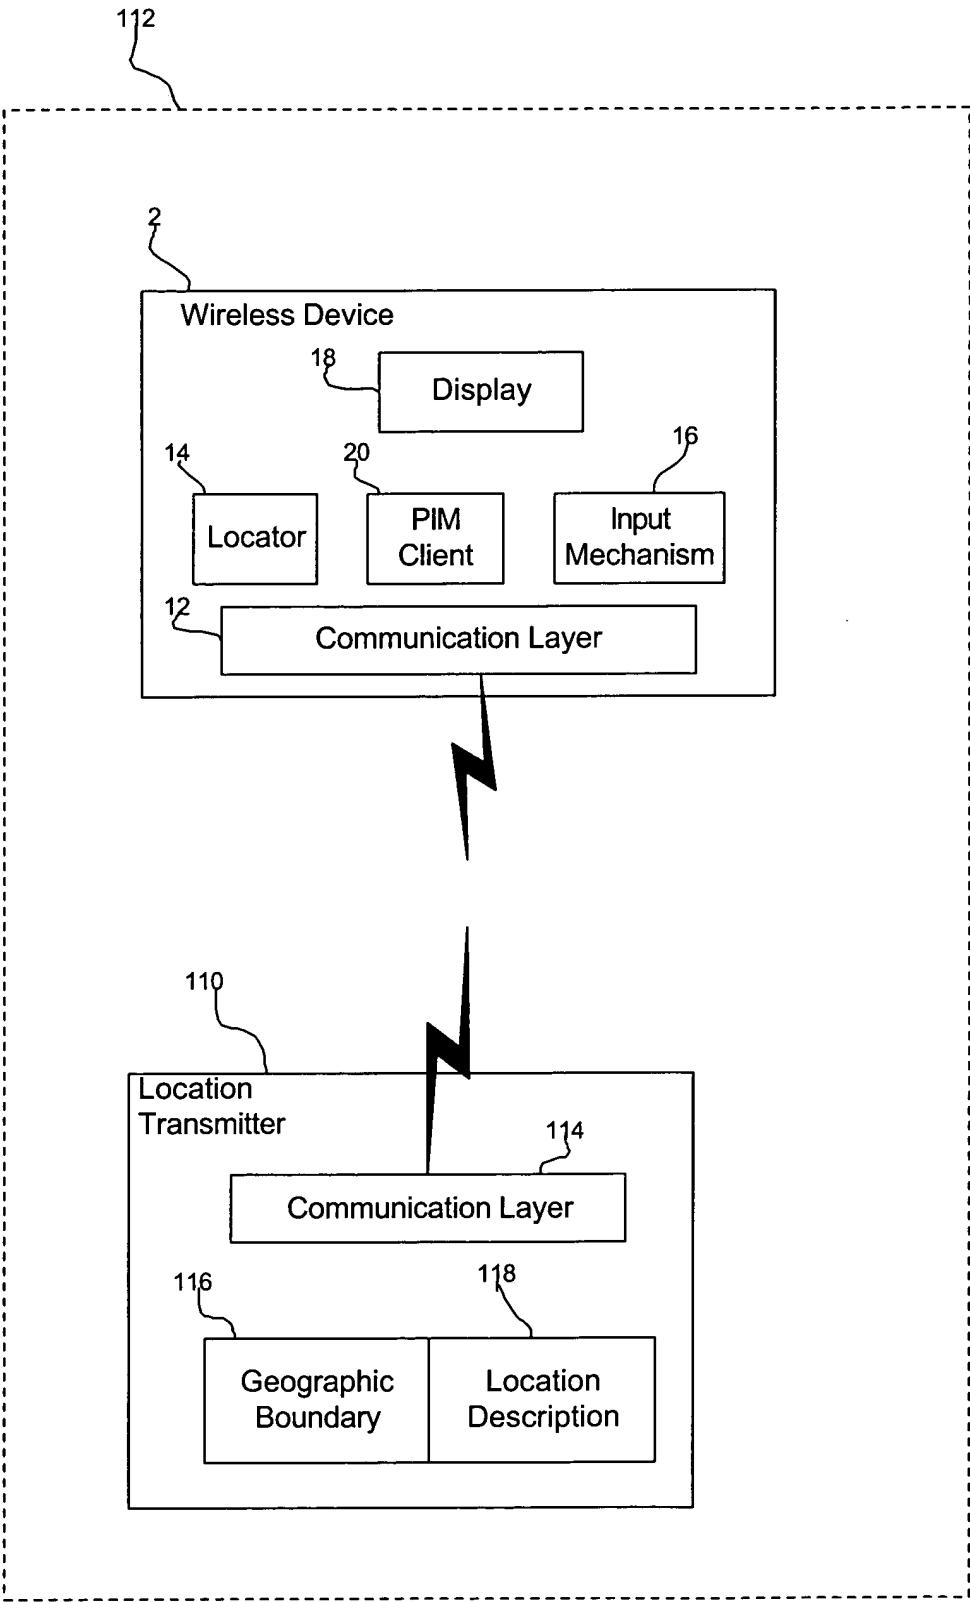 112
2
Wireless Device
18
Display
14
20
16
Locator
PIM
Client
Input
Mechanism
12
Communication Layer
110
Location
Transmitter
114
Communication Layer
116
118
Geographic
Boundary
Location
Description